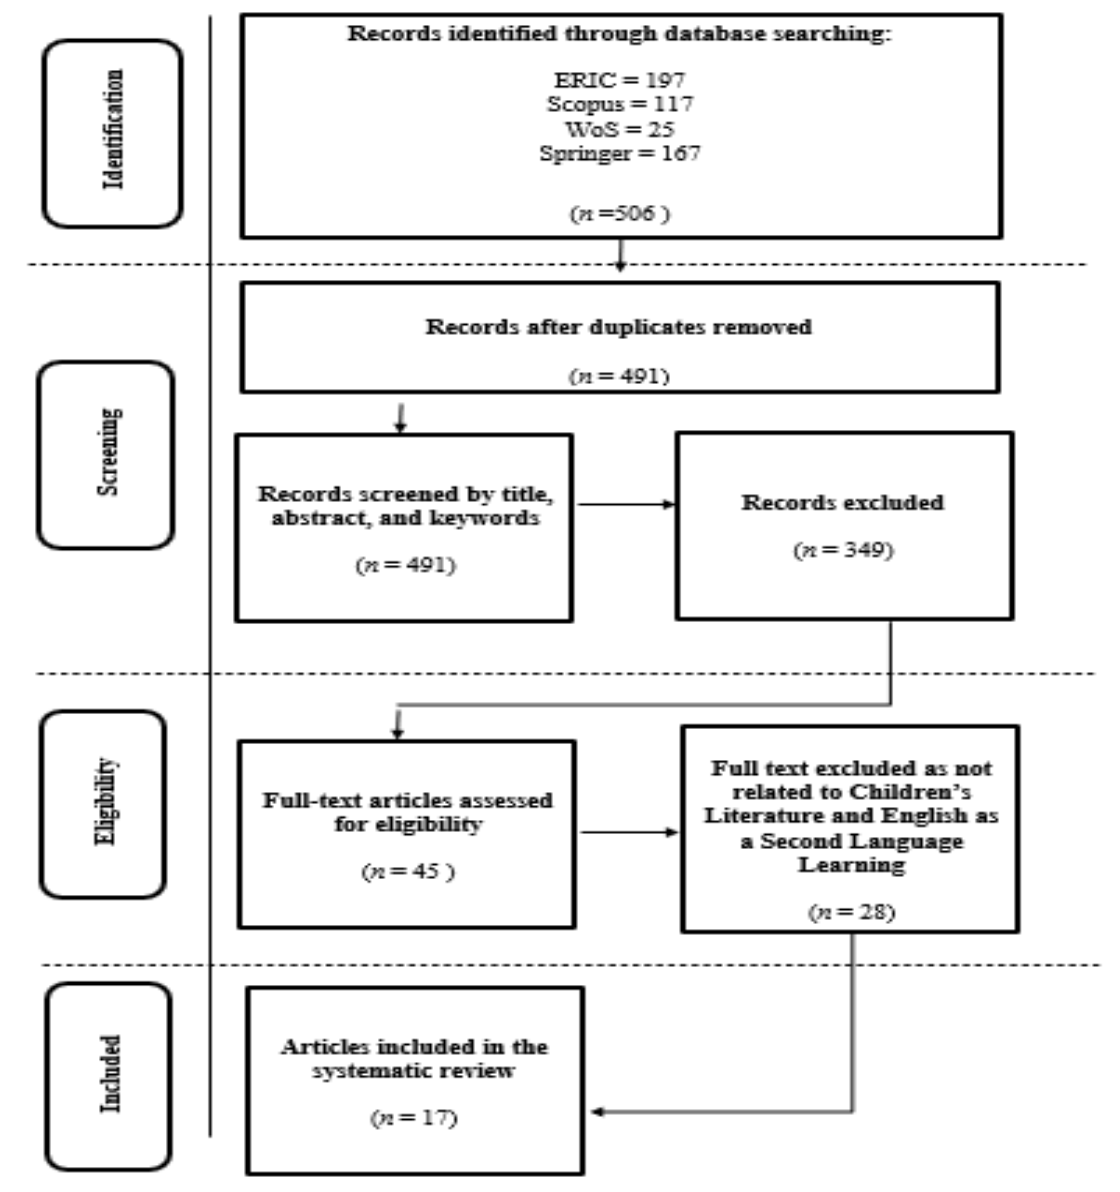 Identification
Records identified through database searching:
ERIC = 197
Scopus = 117
WoS = 25
Springer = 167
(n =506 )
Screening
Records after duplicates removed
(n = 491)
Records screened by title,
abstract, and keywords
(n = 491)
Records excluded
(n = 349)
Eligibility
Full-text articles assessed
for eligibility
(n = 45 )
Full text excluded as not
related to Children's
Literature and English as
a Second Language
Learning
(n = 28)
Included
Articles included in the
systematic review
(n = 17)